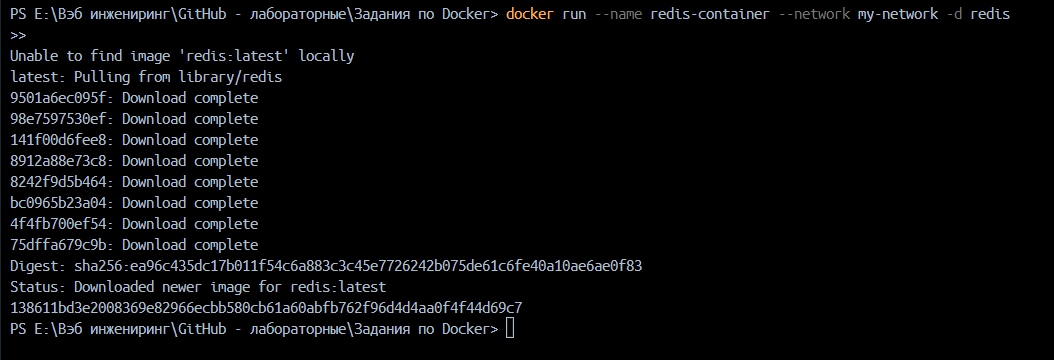 PS E:\Вэб инжениринг\GitHub - лабораторные\Задания по Docker> docker run --name redis-container --network my-network -d redis
>>
Unable to find image 'redis:latest' locally
latest: Pulling from library/redis
9501a6ec095f: Download complete
98e7597530ef: Download complete
141f00d6fee8: Download complete
8912a88e73c8: Download complete
8242f9d5b464: Download complete
bc0965b23a04: Download complete
4f4fb700ef54: Download complete
75dffa679c9b: Download complete
Digest: sha256:ea96c435dc17b011f54c6a883c3c45e7726242b075de61c6fe40a10ae6ae0f83
Status: Downloaded newer image for redis:latest
138611bd3e2008369e82966ecbb580cb61a60abfb762f96d4d4aa0f4f44d69c7
PS E:\Вэб инжениринг\GitHub - лабораторные\Задания по Docker>